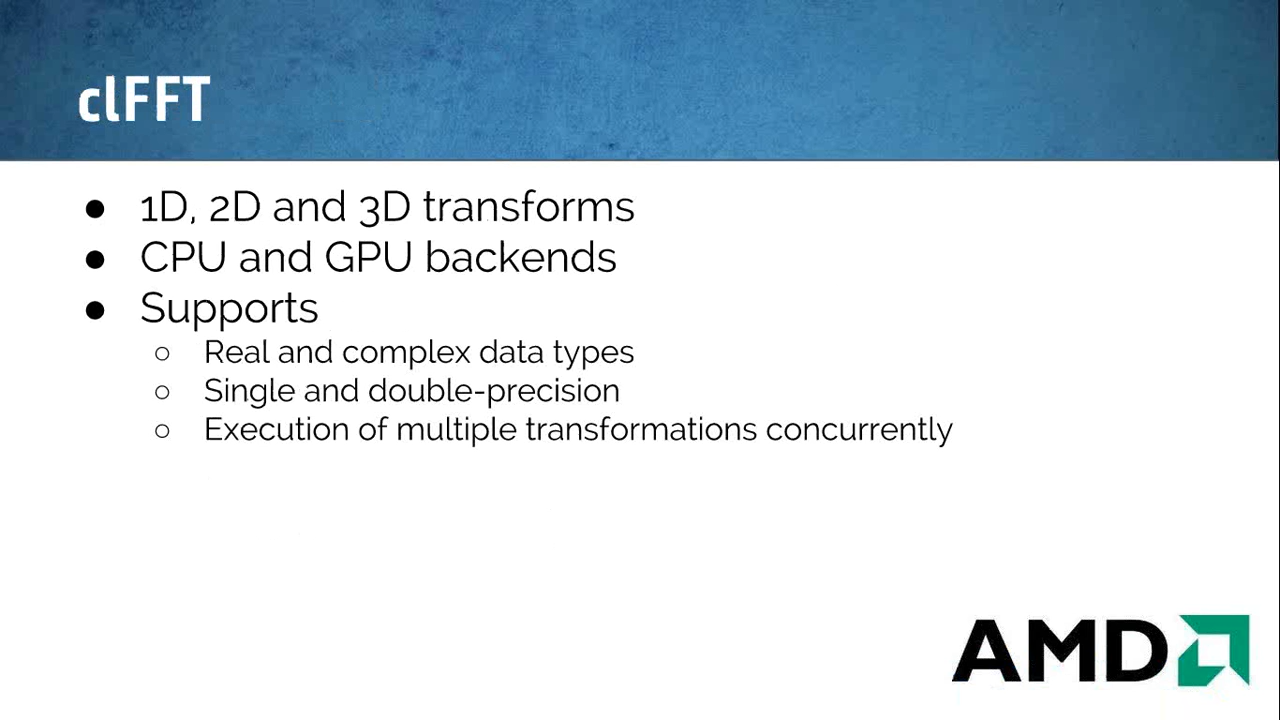 clFFT
● 1D, 2D and 3D transforms
● CPU and GPU backends
● Supports
○ Real and complex data types
○ Single and double-precision
○ Execution of multiple transformations concurrently
AMD